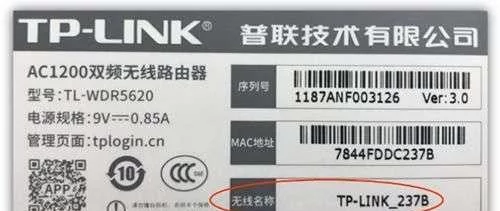 TP-LINK® 普联技术有限公司
AC1200双频无线路由器
型号：TL-WDR5620
电源规格：9V⎓0.85A
管理页面：tplogin.cn
序列号
1187ANF003126 Ver:3.0
MAC地址
7844FDDC237B
无线名称
TP-LINK_237B
APP
10
CCC